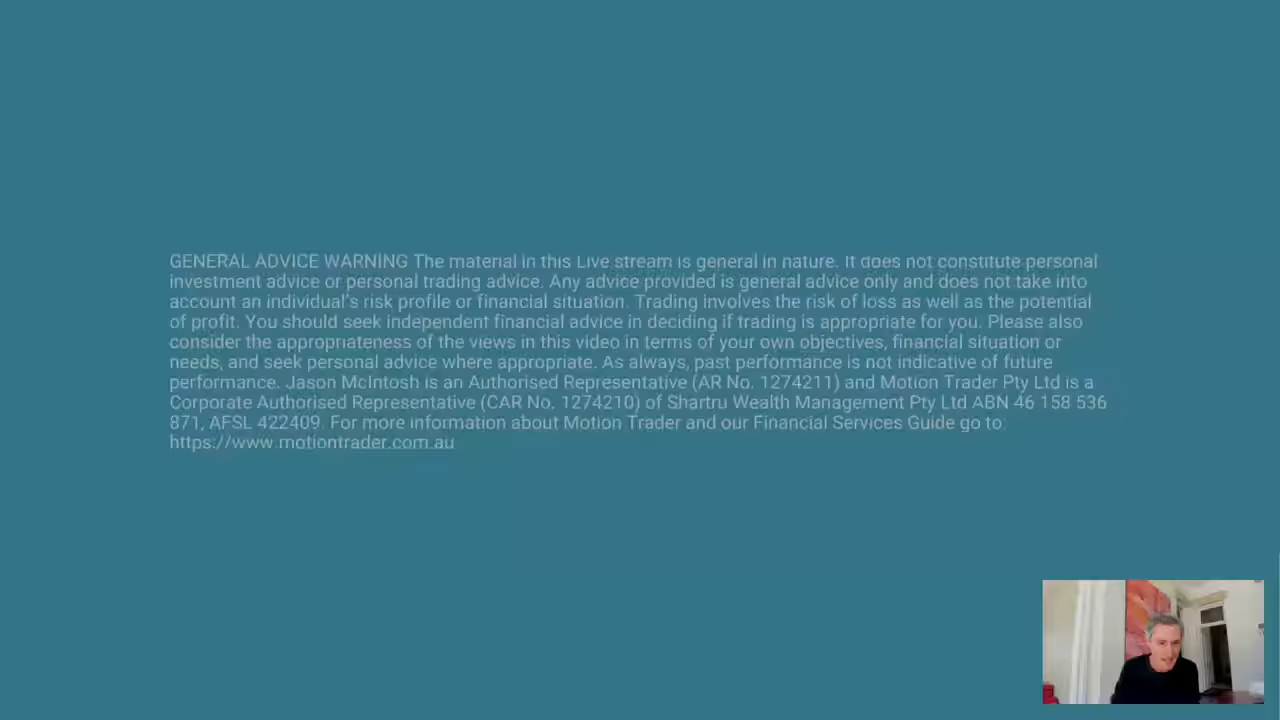 GENERAL ADVICE WARNING The material in this Live stream is general in nature. It does not constitute personal
investment advice or personal trading advice. Any advice provided is general advice only and does not take into
account an individual's risk profile or financial situation. Trading involves the risk of loss as well as the potential
of profit. You should seek independent financial advice in deciding if trading is appropriate for you. Please also
consider the appropriateness of the views in this video in terms of your own objectives, financial situation or
needs, and seek personal advice where appropriate. As always, past performance is not indicative of future
performance. Jason McIntosh is an Authorised Representative (AR No. 1274211) and Motion Trader Pty Ltd is a
Corporate Authorised Representative (CAR No. 1274210) of Shartru Wealth Management Pty Ltd ABN 46 158 536
871, AFSL 422409. For more information about Motion Trader and our Financial Services Guide go to:
https://www.motiontrader.com.au